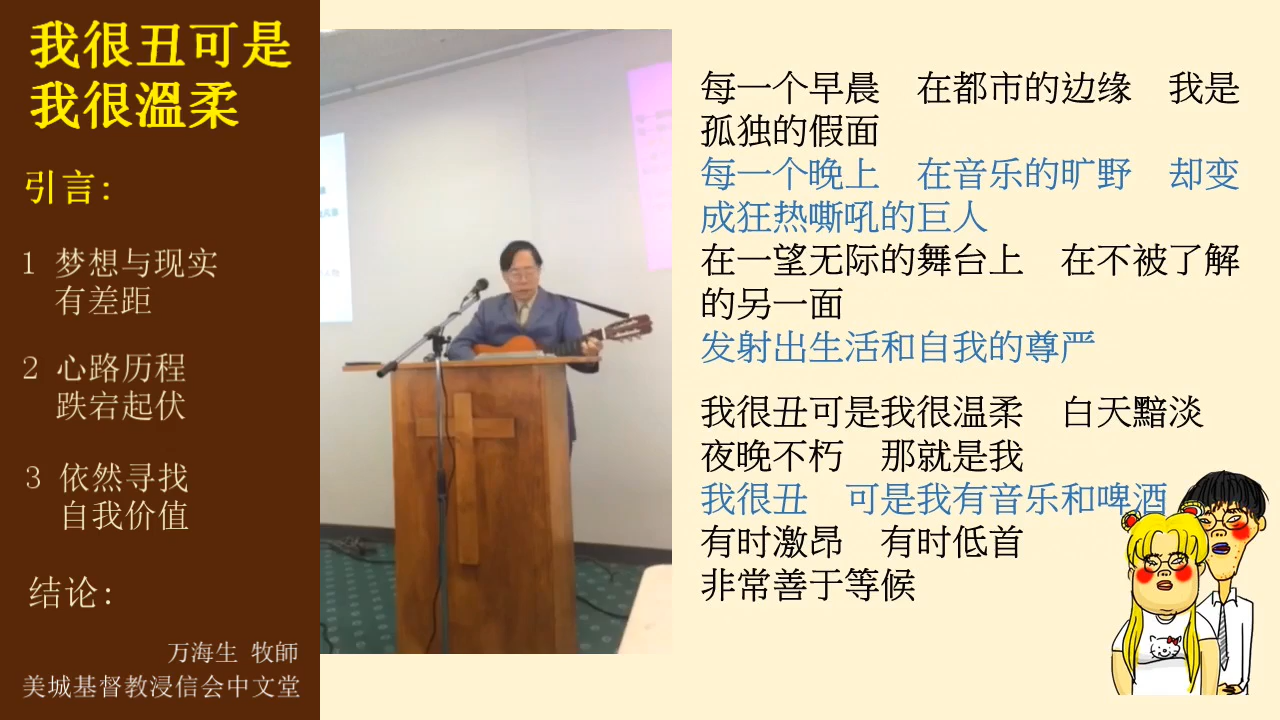 我很丑可是
我很溫柔
引言:
1 梦想与现实
有差距
2 心路历程
跌宕起伏
3 依然寻找
自我价值
结论:
万海生 牧師
美城基督教浸信会中文堂
每一个早晨　在都市的边缘　我是
孤独的假面
每一个晚上　在音乐的旷野　却变
成狂热嘶吼的巨人
在一望无际的舞台上　在不被了解
的另一面
发射出生活和自我的尊严
我很丑可是我很温柔　白天黯淡
夜晚不朽　那就是我
我很丑　可是我有音乐和啤酒
有时激昂　有时低首
非常善于等候